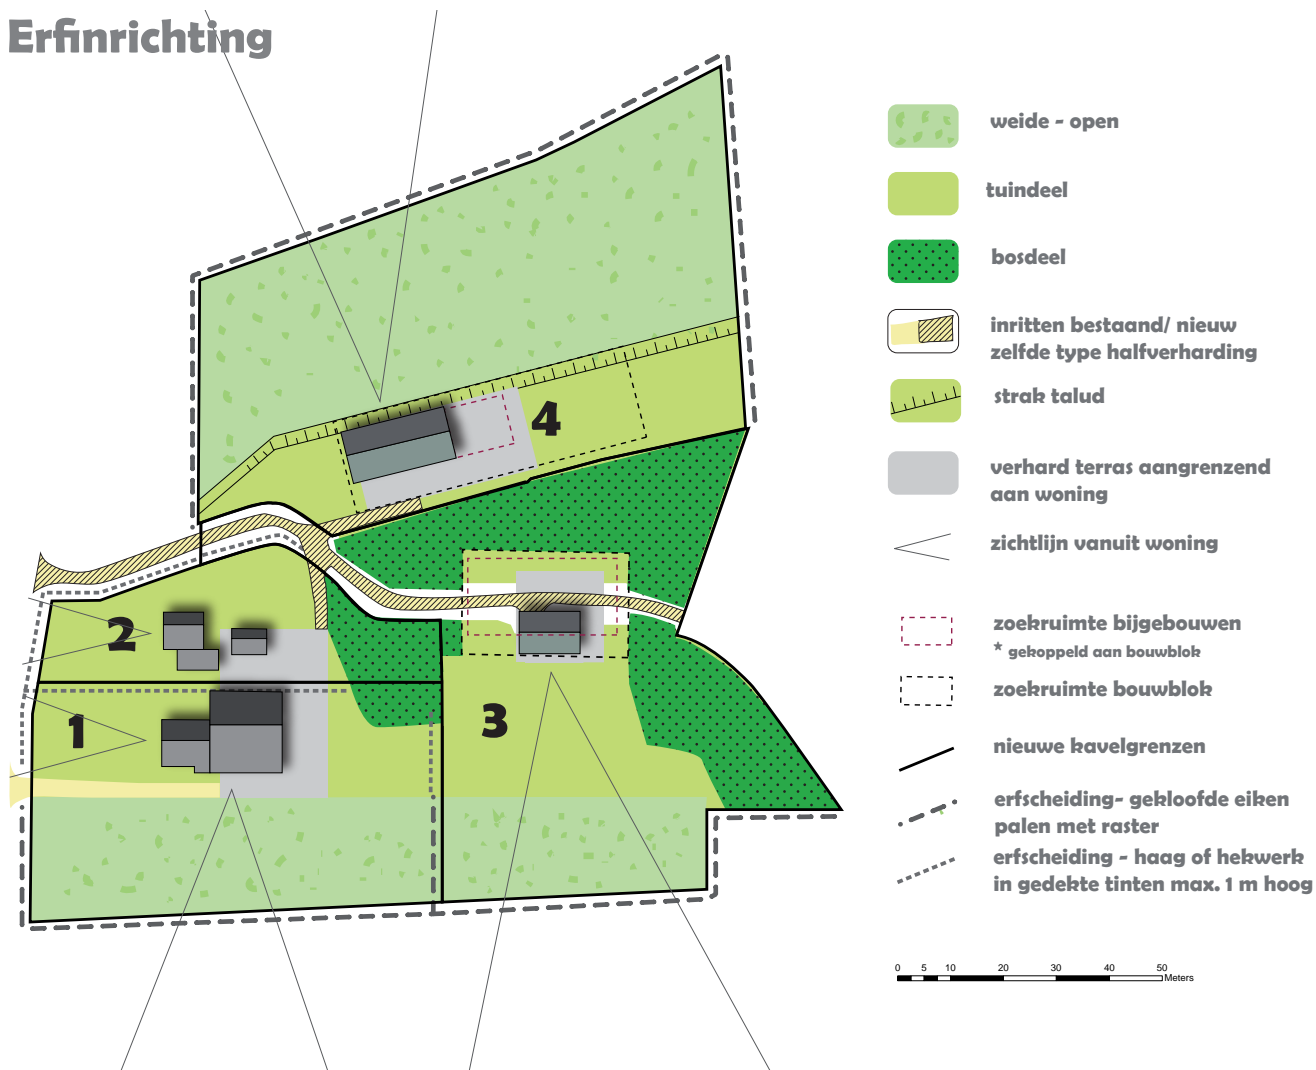 Erfinrichting
weide - open
tuindeel
bosdeel
inritten bestaand/ nieuw
zelfde type halfverharding
strak talud
verhard terras aangrenzend
aan woning
zichtlijn vanuit woning
zoekruimte bijgebouwen
* gekoppeld aan bouwblok
zoekruimte bouwblok
nieuwe kavelgrenzen
erfscheiding- gekloofde eiken
palen met raster
erfscheiding - haag of hekwerk
in gedekte tinten max. 1 m hoog
0 5 10 20 30 40 50
Meters
4
2
1
3